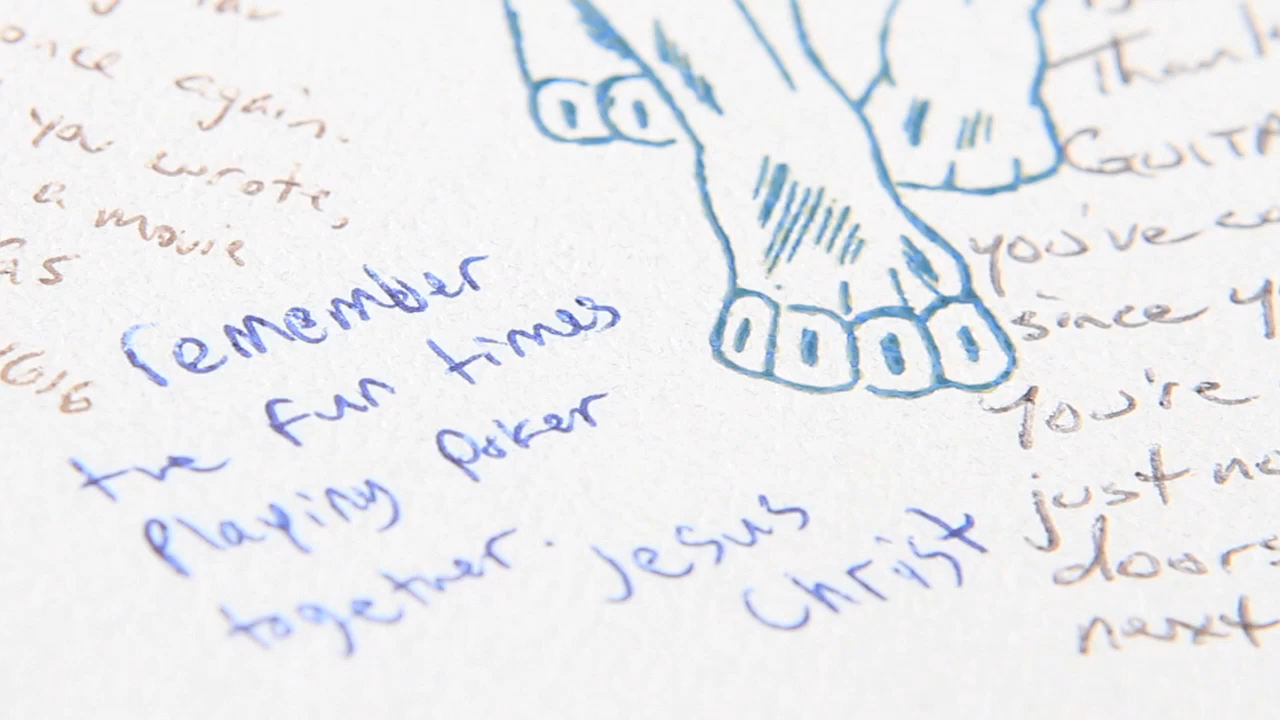 once again.
you wrote,
a movie
remember
the fun times
playing poker
together. Jesus
Christ
Thank
you've
since
you're
just
doors
next